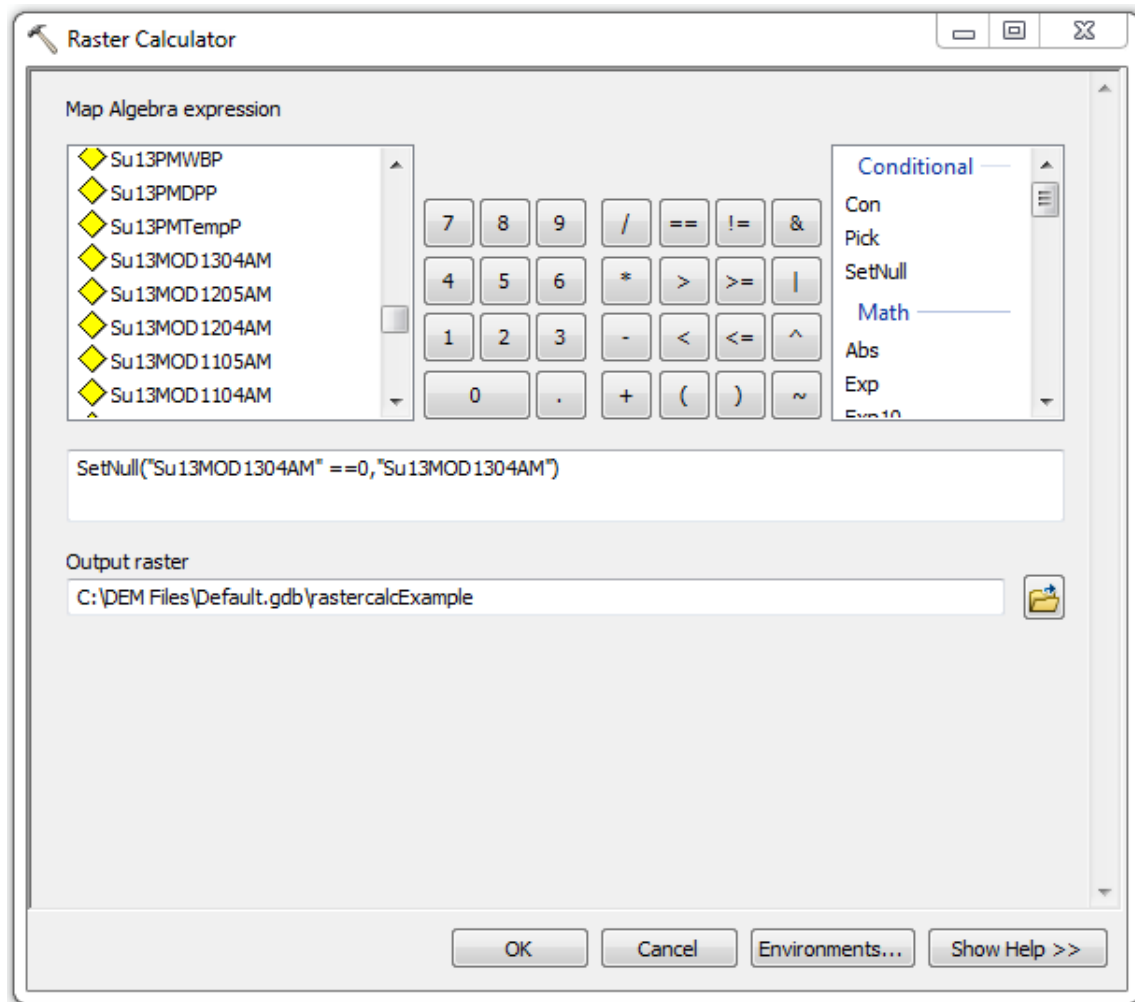 Raster Calculator
Map Algebra expression
Su13PMWBP
Su13PMDPP
Su13PMTempP
Su13MOD1304AM
Su13MOD1205AM
Su13MOD1204AM
Su13MOD1105AM
Su13MOD1104AM
7 8 9 / == != &
4 5 6 * > >= |
1 2 3 - < <= ^
0 . + ( ) ~
Conditional
Con
Pick
SetNull
Math
Abs
Exp
Exp10
SetNull("Su13MOD1304AM" ==0,"Su13MOD1304AM")
Output raster
C:\DEM Files\Default.gdb\rastercalcExample
OK Cancel Environments... Show Help >>